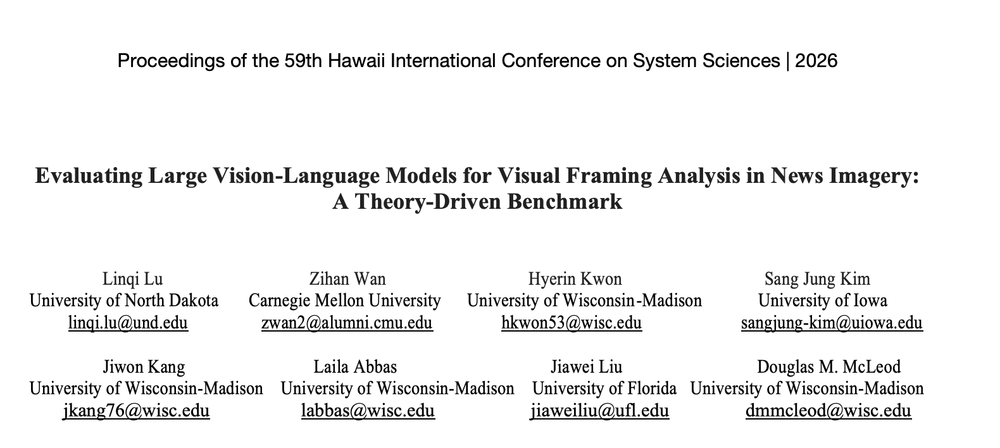 Proceedings of the 59th Hawaii International Conference on System Sciences | 2026
Evaluating Large Vision-Language Models for Visual Framing Analysis in News Imagery:
A Theory-Driven Benchmark
Linqi Lu Zihan Wan Hyerin Kwon Sang Jung Kim
University of North Dakota Carnegie Mellon University University of Wisconsin-Madison University of Iowa
linqi.lu@und.edu zwan2@alumni.cmu.edu hkwon53@wisc.edu sangjung-kim@uiowa.edu
Jiwon Kang Laila Abbas Jiawei Liu Douglas M. McLeod
University of Wisconsin-Madison University of Wisconsin-Madison University of Florida University of Wisconsin-Madison
jkang76@wisc.edu labbas@wisc.edu jiaweiliu@ufl.edu dmmcleod@wisc.edu